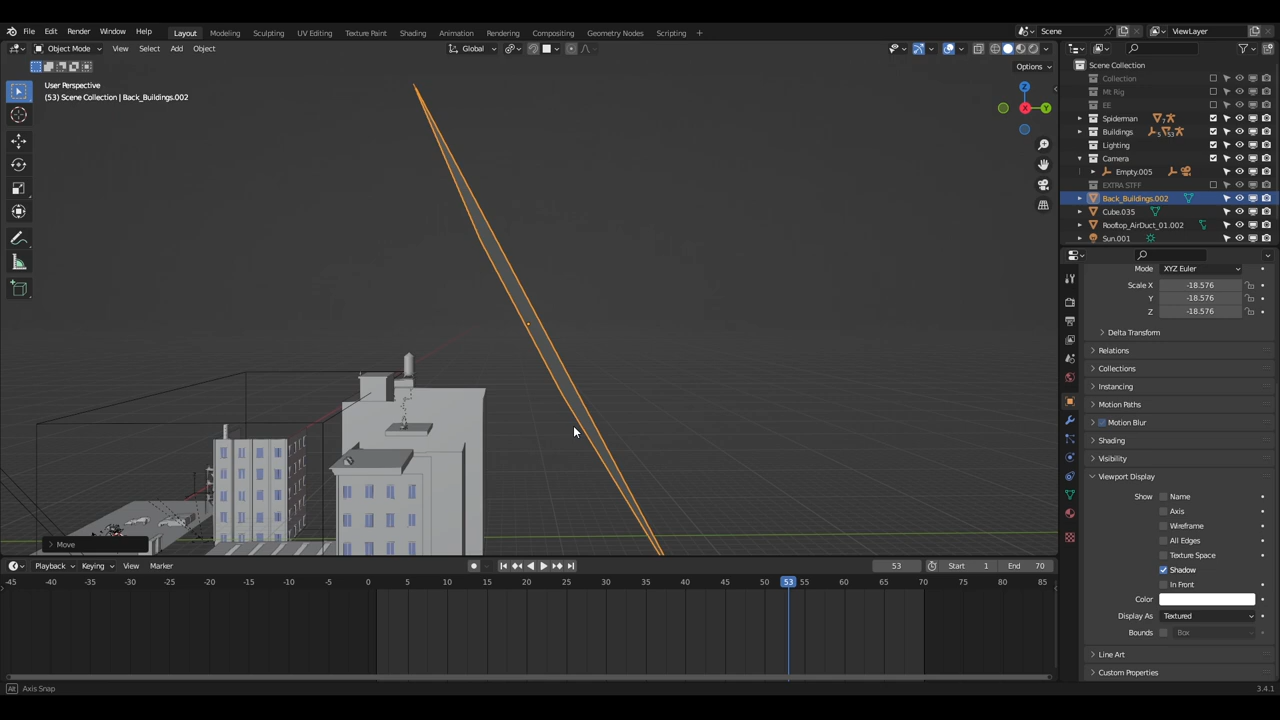 File Edit Render Window Help Layout Modeling Sculpting UV Editing Texture Paint Shading Animation Rendering Compositing Geometry Nodes Scripting + Scene ViewLayer
Object Mode View Select Add Object Global
Options
User Perspective
(53) Scene Collection | Back_Buildings.002
Z
X
Y
Move
Scene Collection
Collection
Mt Rig
EE
Spiderman 7
Buildings 5 53
Lighting
Camera
Empty.005
EXTRA STFF
Back_Buildings.002
Cube.035
Rooftop_AirDuct_01.002
Sun.001
Mode XYZ Euler
Scale X -18.576
Y -18.576
Z -18.576
Delta Transform
Relations
Collections
Instancing
Motion Paths
Motion Blur
Shading
Visibility
Viewport Display
Show Name
Axis
Wireframe
All Edges
Texture Space
Shadow
In Front
Color
Display As Textured
Bounds Box
Line Art
Custom Properties
Playback Keying View Marker 53 Start 1 End 70
-45 -40 -35 -30 -25 -20 -15 -10 -5 0 5 10 15 20 25 30 35 40 45 50 53 55 60 65 70 75 80 85
Alt Axis Snap
3.4.1